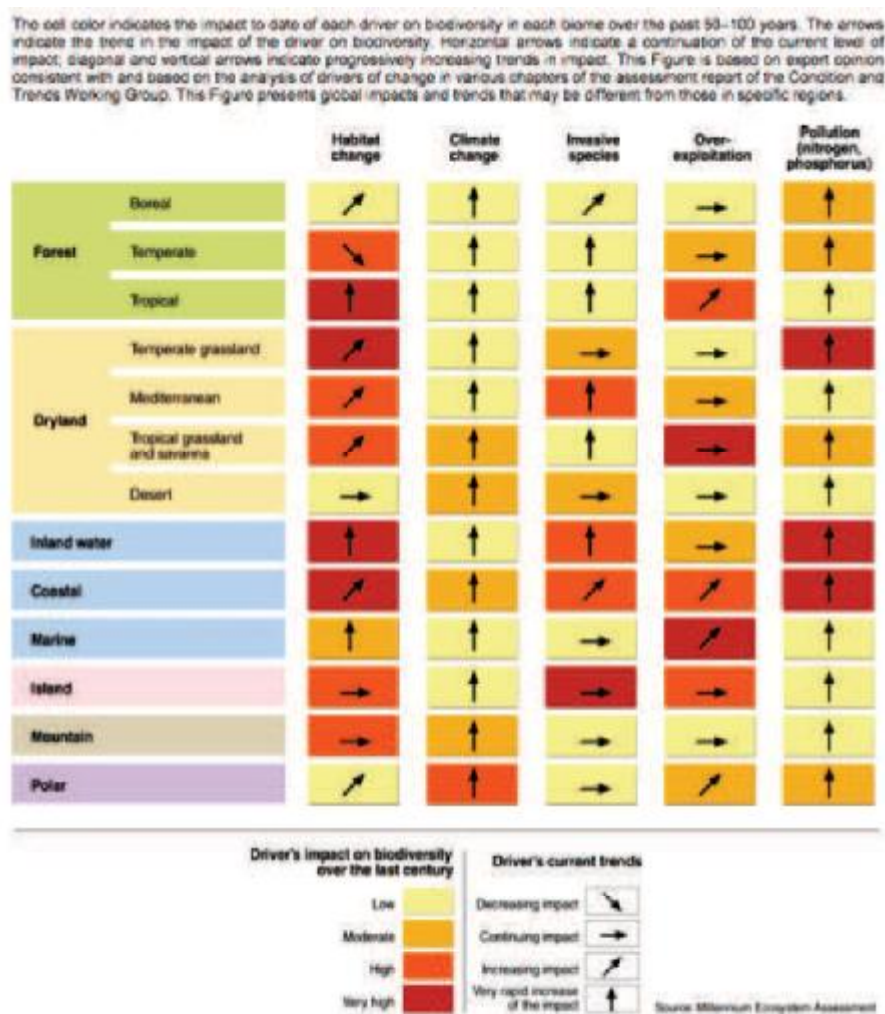 The cell color indicates the impact to date of each driver on biodiversity in each biome over the past 50–100 years. The arrows
indicate the trend in the impact of the driver on biodiversity. Horizontal arrows indicate a continuation of the current level of
impact; diagonal and vertical arrows indicate progressively increasing trends in impact. This Figure is based on expert opinion
consistent with and based on the analysis of drivers of change in various chapters of the assessment report of the Condition and
Trends Working Group. This Figure presents global impacts and trends that may be different from those in specific regions.
Habitat change
Climate change
Invasive species
Over-exploitation
Pollution (nitrogen, phosphorus)
Forest
Boreal
Temperate
Tropical
Dryland
Temperate grassland
Mediterranean
Tropical grassland
and savanna
Desert
Inland water
Coastal
Marine
Island
Mountain
Polar
Driver's impact on biodiversity
over the last century
Low
Moderate
High
Very high
Driver's current trends
Decreasing impact
Continuing impact
Increasing impact
Very rapid increase
of the impact
Source: Millennium Ecosystem Assessment